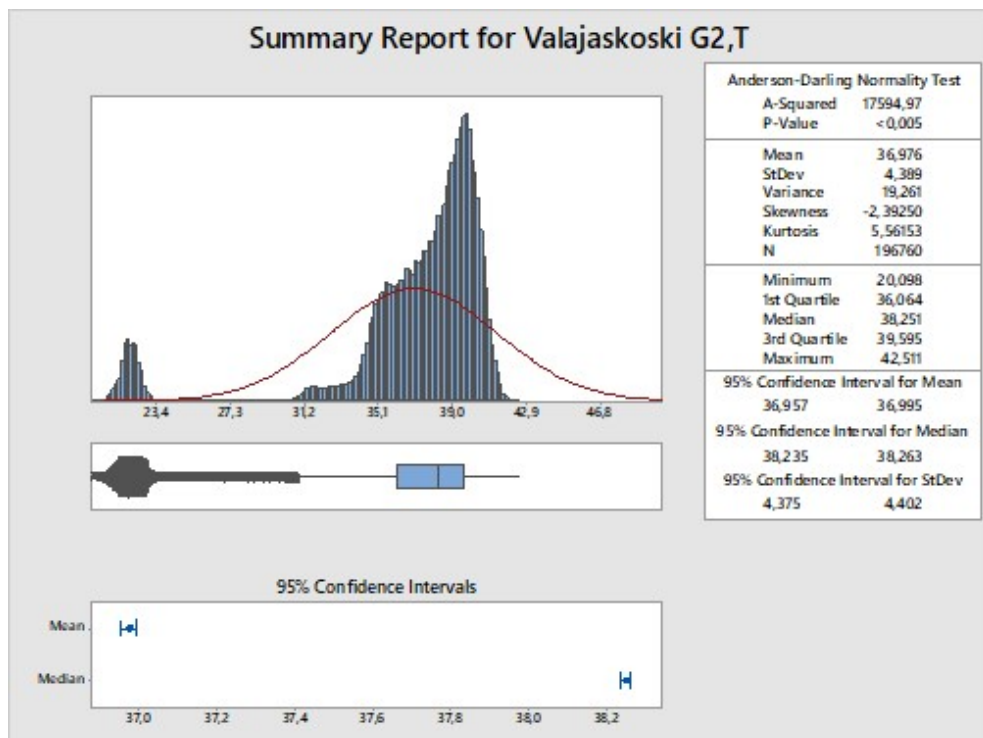 Summary Report for Valajaskoski G2,T
Anderson-Darling Normality Test
A-Squared 17594,97
P-Value <0,005
Mean 36,976
StDev 4,389
Variance 19,261
Skewness -2,39250
Kurtosis 5,56153
N 196760
Minimum 20,098
1st Quartile 36,064
Median 38,251
3rd Quartile 39,595
Maximum 42,511
95% Confidence Interval for Mean
36,957 36,995
95% Confidence Interval for Median
38,235 38,263
95% Confidence Interval for StDev
4,375 4,402
23,4 27,3 31,2 35,1 39,0 42,9 46,8
95% Confidence Intervals
Mean
Median
37,0 37,2 37,4 37,6 37,8 38,0 38,2